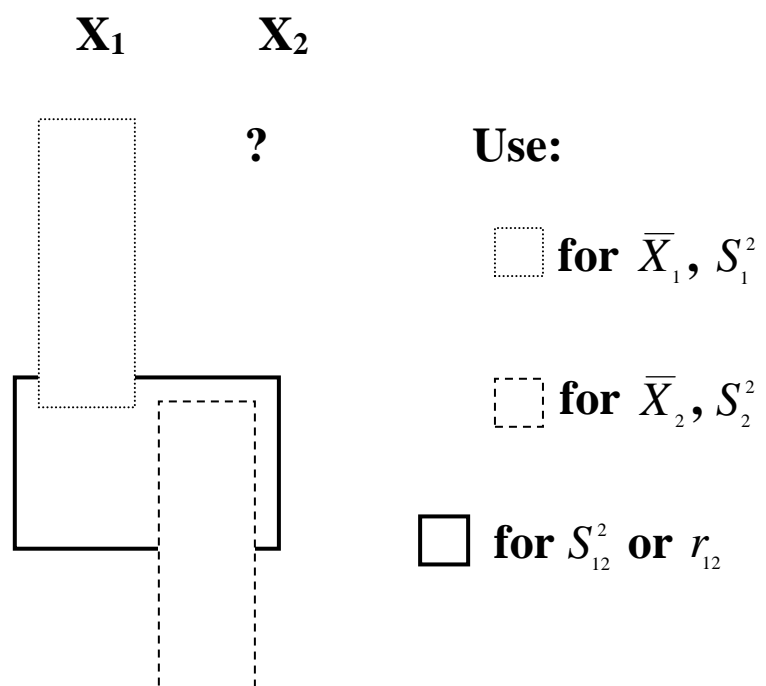 X₁ X₂
? Use:
for X̅₁, S₁²
for X̅₂, S₂²
for S₁₂² or r₁₂